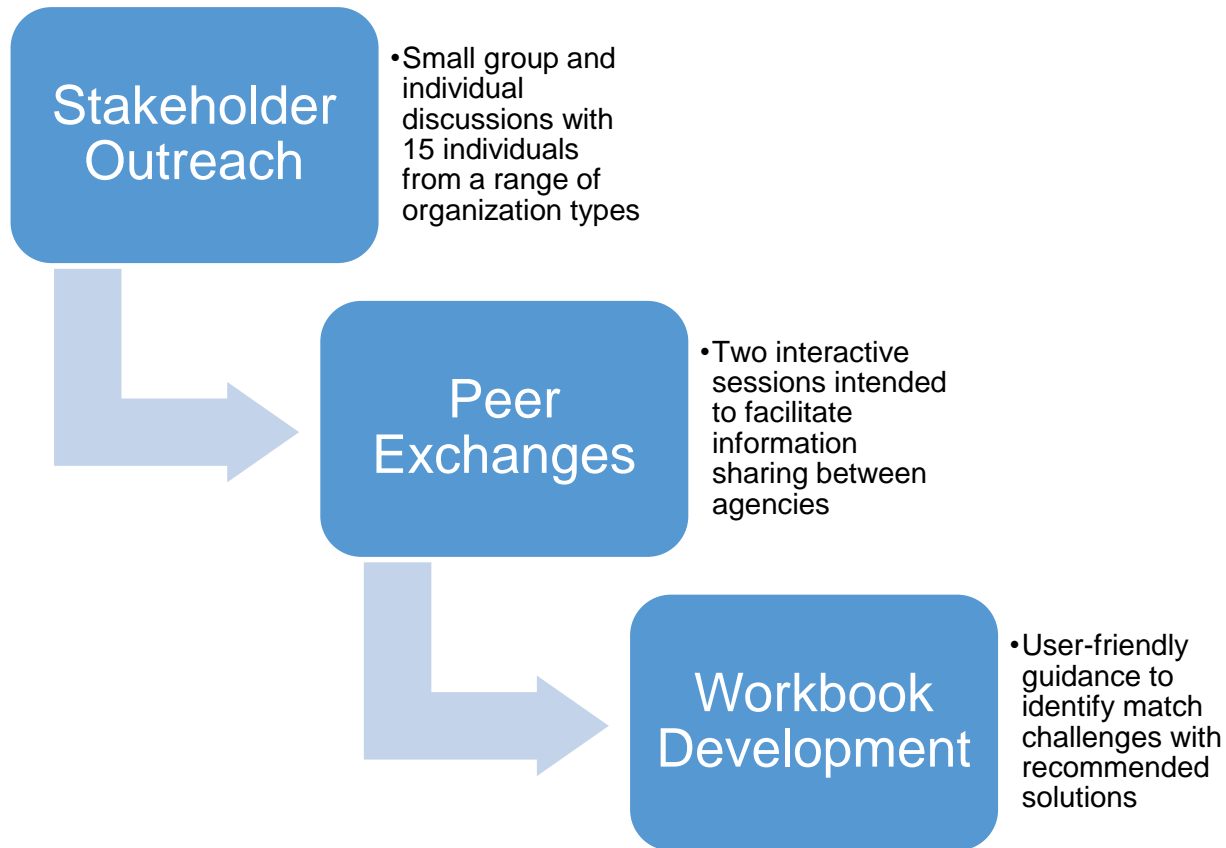 Stakeholder
Outreach
•Small group and
individual
discussions with
15 individuals
from a range of
organization types
Peer
Exchanges
•Two interactive
sessions intended
to facilitate
information
sharing between
agencies
Workbook
Development
•User-friendly
guidance to
identify match
challenges with
recommended
solutions